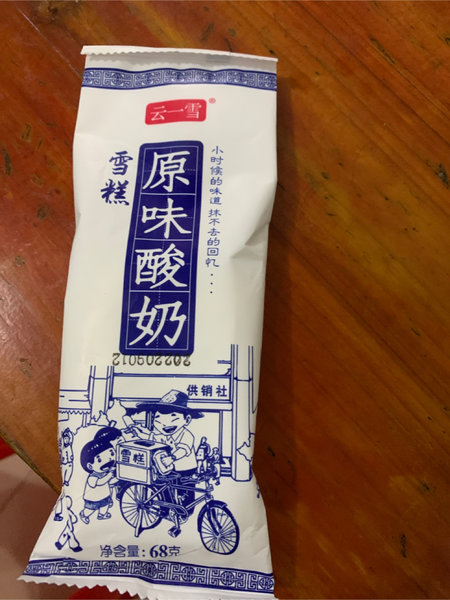 云一雪®
小时候的味道 抹不去的回忆...
雪糕
原味酸奶
202209012
供销社
雪糕
净含量:68克